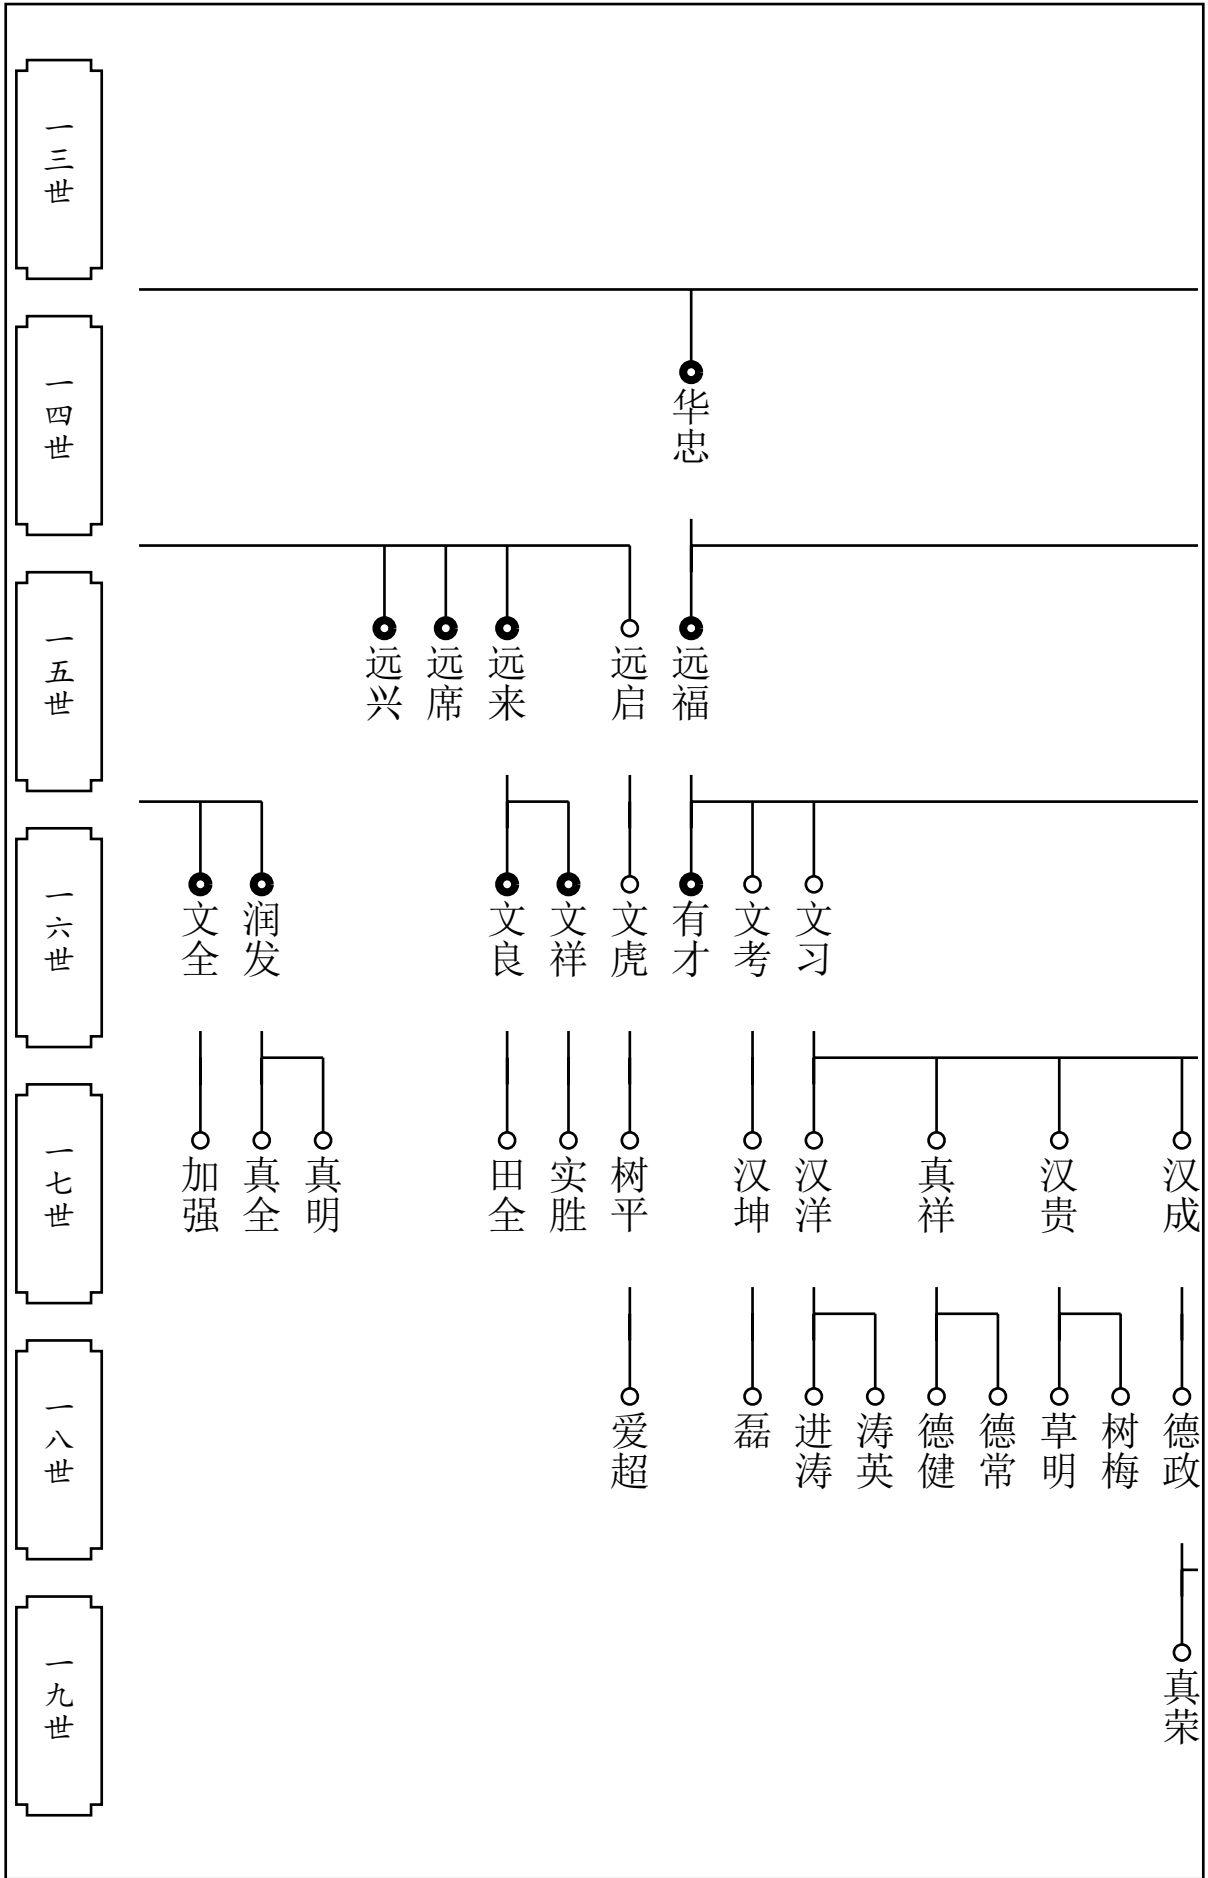 一三世
一四世
华忠
一五世
远兴
远席
远来
远启
远福
一六世
文全
润发
文良
文祥
文虎
有才
文考
文习
一七世
加强
真全
真明
田全
实胜
树平
汉坤
汉洋
真祥
汉贵
汉成
一八世
爱超
磊
进涛
涛英
德健
德常
草明
树梅
德政
一九世
真荣